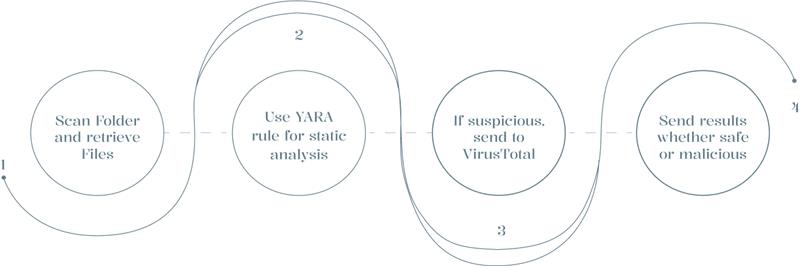 1
Scan Folder
and retrieve
Files
2
Use YARA
rule for static
analysis
3
If suspicious,
send to
VirusTotal
4
Send results
whether safe
or malicious